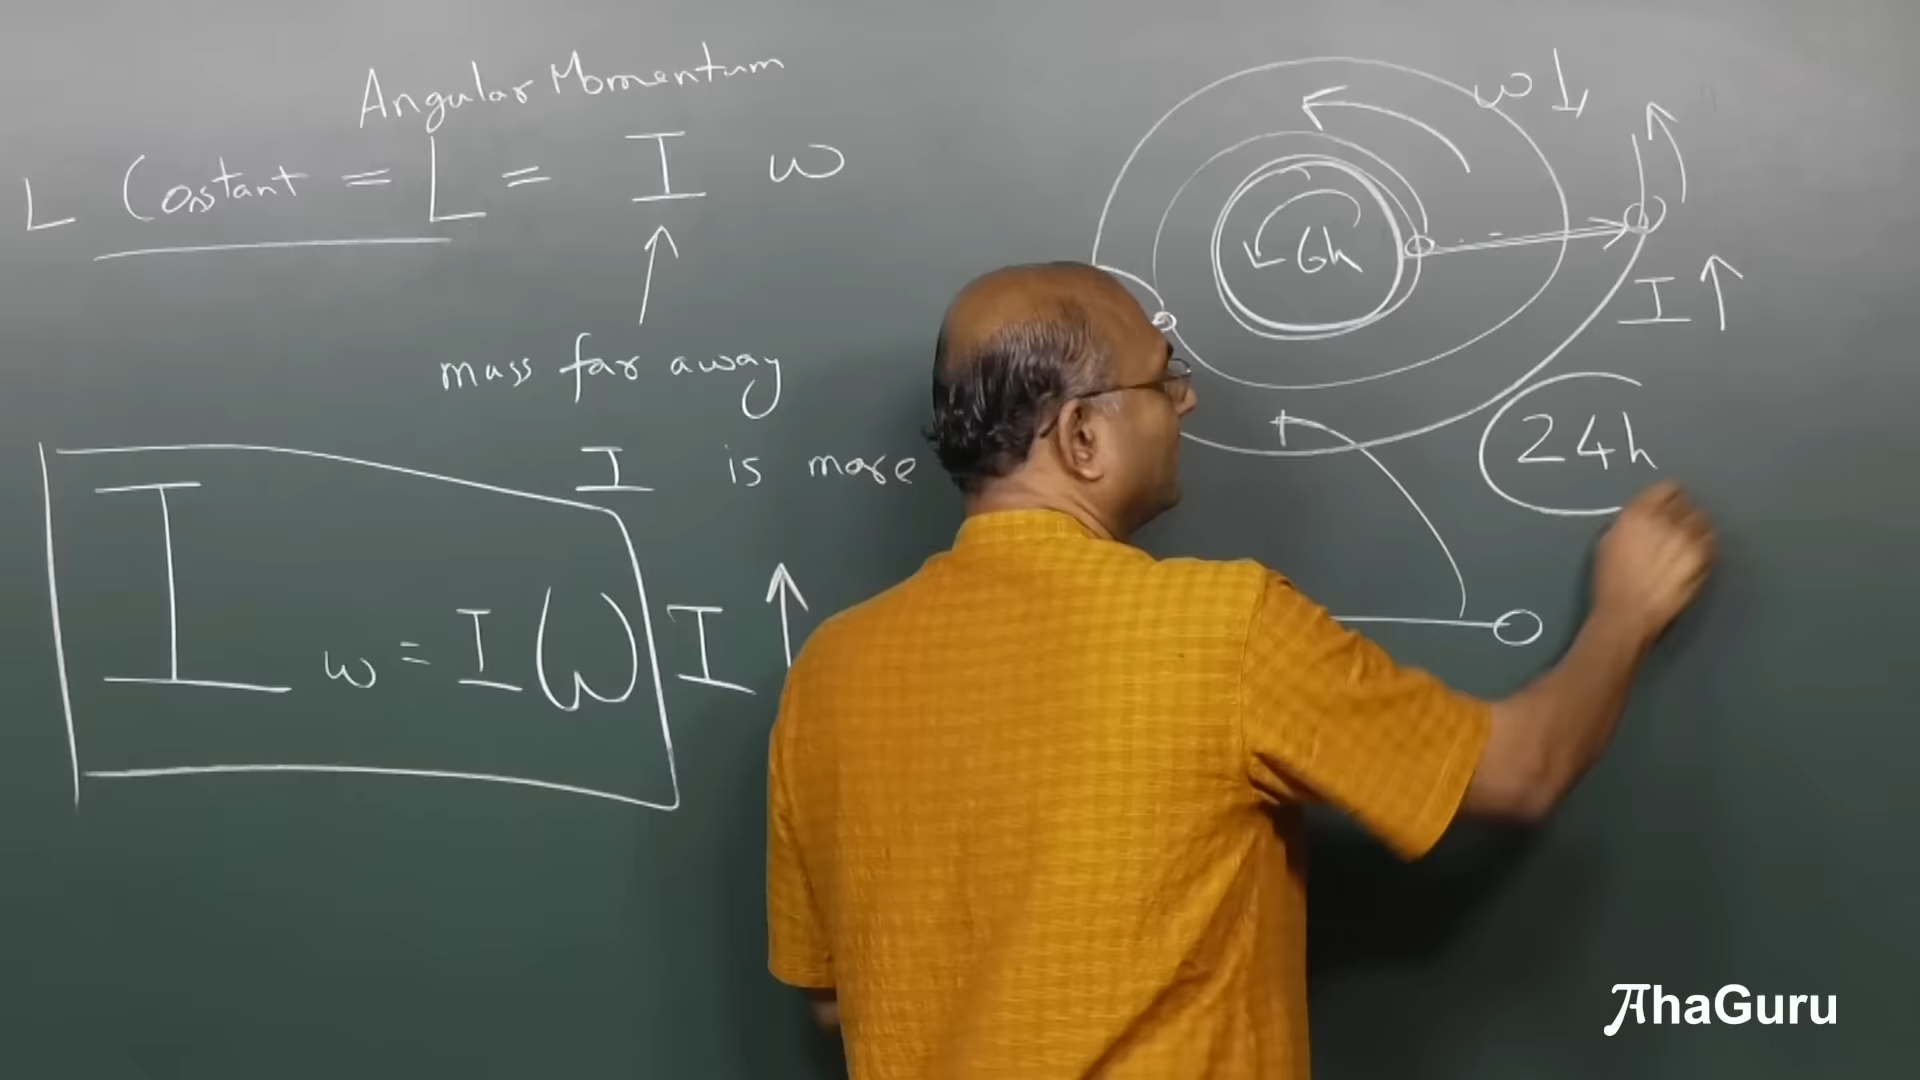 Angular Momentum
L Constant = L = I ω
mass far away
I is more
I ω = I ω I ↑
ω ↓
6h
I ↑
24h
AhaGuru